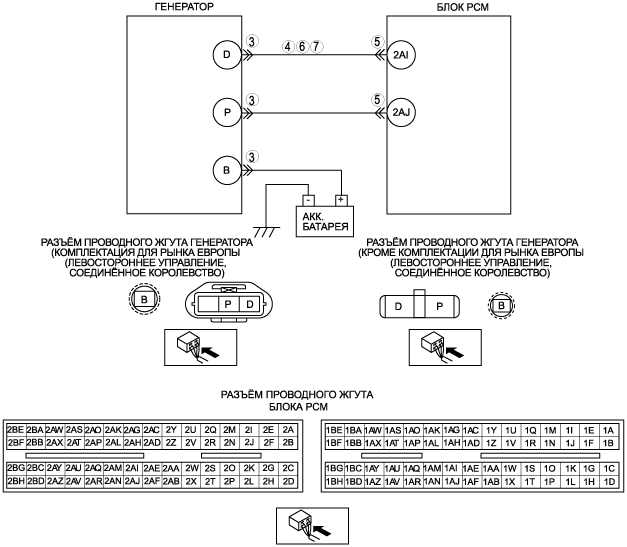 ГЕНЕРАТОР
БЛОК PCM
D 3 4 6 7 5 2AI
P 3 5 2AJ
B 3
- +
АКК.
БАТАРЕЯ
РАЗЪЁМ ПРОВОДНОГО ЖГУТА ГЕНЕРАТОРА
(КОМПЛЕКТАЦИЯ ДЛЯ РЫНКА ЕВРОПЫ
(ЛЕВОСТОРОННЕЕ УПРАВЛЕНИЕ,
СОЕДИНЁННОЕ КОРОЛЕВСТВО)
B P D
РАЗЪЁМ ПРОВОДНОГО ЖГУТА ГЕНЕРАТОРА
(КРОМЕ КОМПЛЕКТАЦИИ ДЛЯ РЫНКА ЕВРОПЫ
(ЛЕВОСТОРОННЕЕ УПРАВЛЕНИЕ,
СОЕДИНЁННОЕ КОРОЛЕВСТВО)
D P B
РАЗЪЁМ ПРОВОДНОГО ЖГУТА
БЛОКА PCM
2BE 2BA 2AW 2AS 2AO 2AK 2AG 2AC 2Y 2U 2Q 2M 2I 2E 2A
2BF 2BB 2AX 2AT 2AP 2AL 2AH 2AD 2Z 2V 2R 2N 2J 2F 2B
2BG 2BC 2AY 2AU 2AQ 2AM 2AI 2AE 2AA 2W 2S 2O 2K 2G 2C
2BH 2BD 2AZ 2AV 2AR 2AN 2AJ 2AF 2AB 2X 2T 2P 2L 2H 2D
1BE 1BA 1AW 1AS 1AO 1AK 1AG 1AC 1Y 1U 1Q 1M 1I 1E 1A
1BF 1BB 1AX 1AT 1AP 1AL 1AH 1AD 1Z 1V 1R 1N 1J 1F 1B
1BG 1BC 1AY 1AU 1AQ 1AM 1AI 1AE 1AA 1W 1S 1O 1K 1G 1C
1BH 1BD 1AZ 1AV 1AR 1AN 1AJ 1AF 1AB 1X 1T 1P 1L 1H 1D